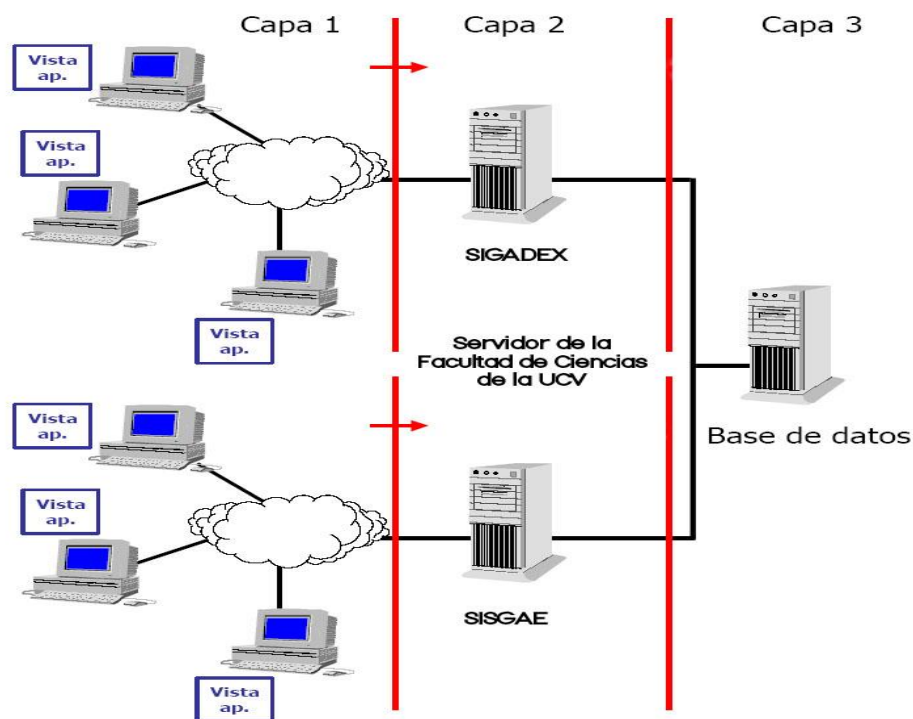 Capa 1
Capa 2
Capa 3
Vista
ap.
Vista
ap.
SIGADEX
Vista
ap.
Servidor de la
Facultad de Ciencias
de la UCV
Vista
ap.
Base de datos
Vista
ap.
SISGAE
Vista
ap.